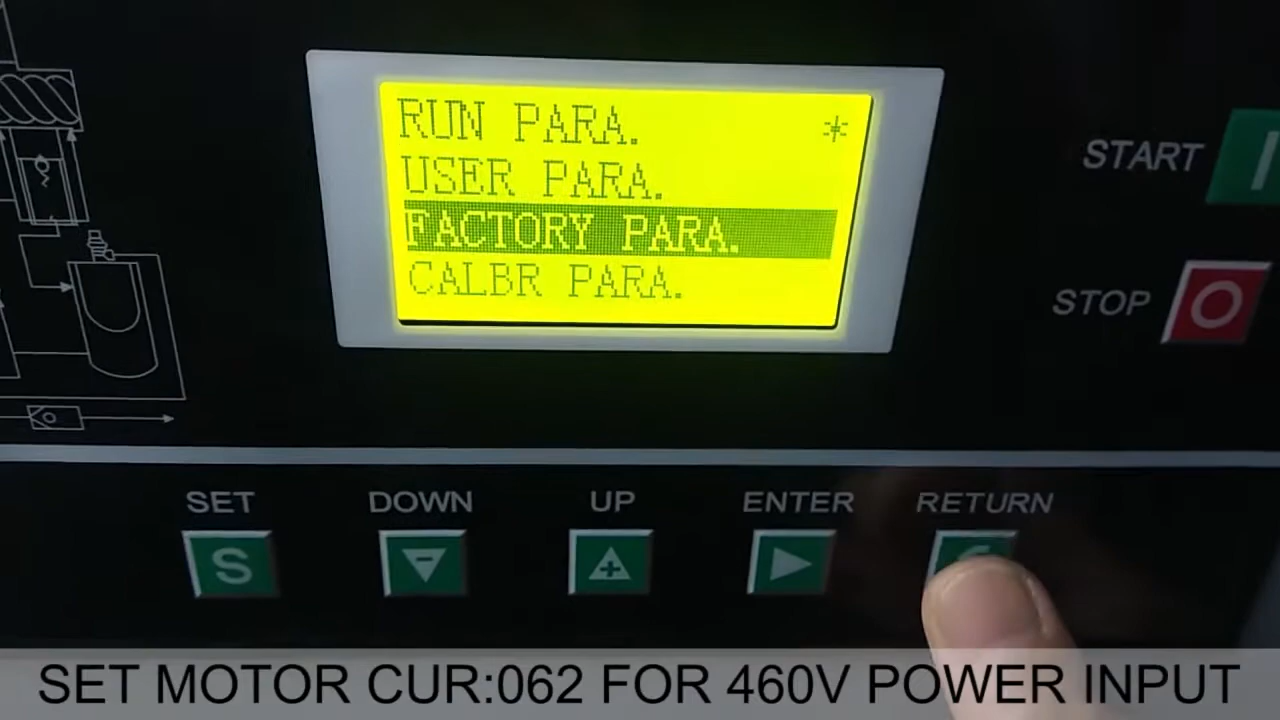 RUN PARA. *
USER PARA.
FACTORY PARA.
CALBR PARA.
START
STOP
SET DOWN UP ENTER RETURN
S
SET MOTOR CUR:062 FOR 460V POWER INPUT